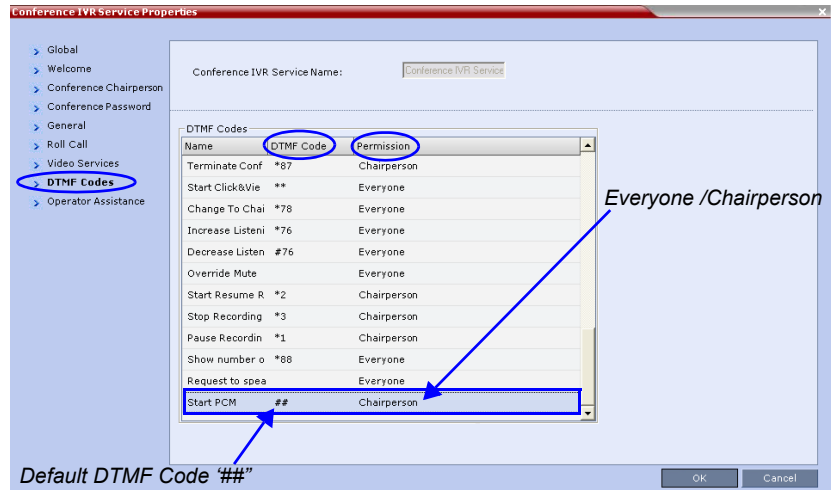 Conference IVR Service Properties x
Global
Welcome
Conference Chairperson
Conference Password
General
Roll Call
Video Services
DTMF Codes
Operator Assistance
Conference IVR Service Name: Conference IVR Service
DTMF Codes
Name DTMF Code Permission
Terminate Conf *87 Chairperson
Start Click&Vie ** Everyone
Change To Chai *78 Everyone
Increase Listeni *76 Everyone
Decrease Listen #76 Everyone
Override Mute Everyone
Start Resume R *2 Chairperson
Stop Recording *3 Chairperson
Pause Recordin *1 Chairperson
Show number o *88 Everyone
Request to spea Everyone
Start PCM ## Chairperson
Everyone /Chairperson
Default DTMF Code ‘##”
OK Cancel